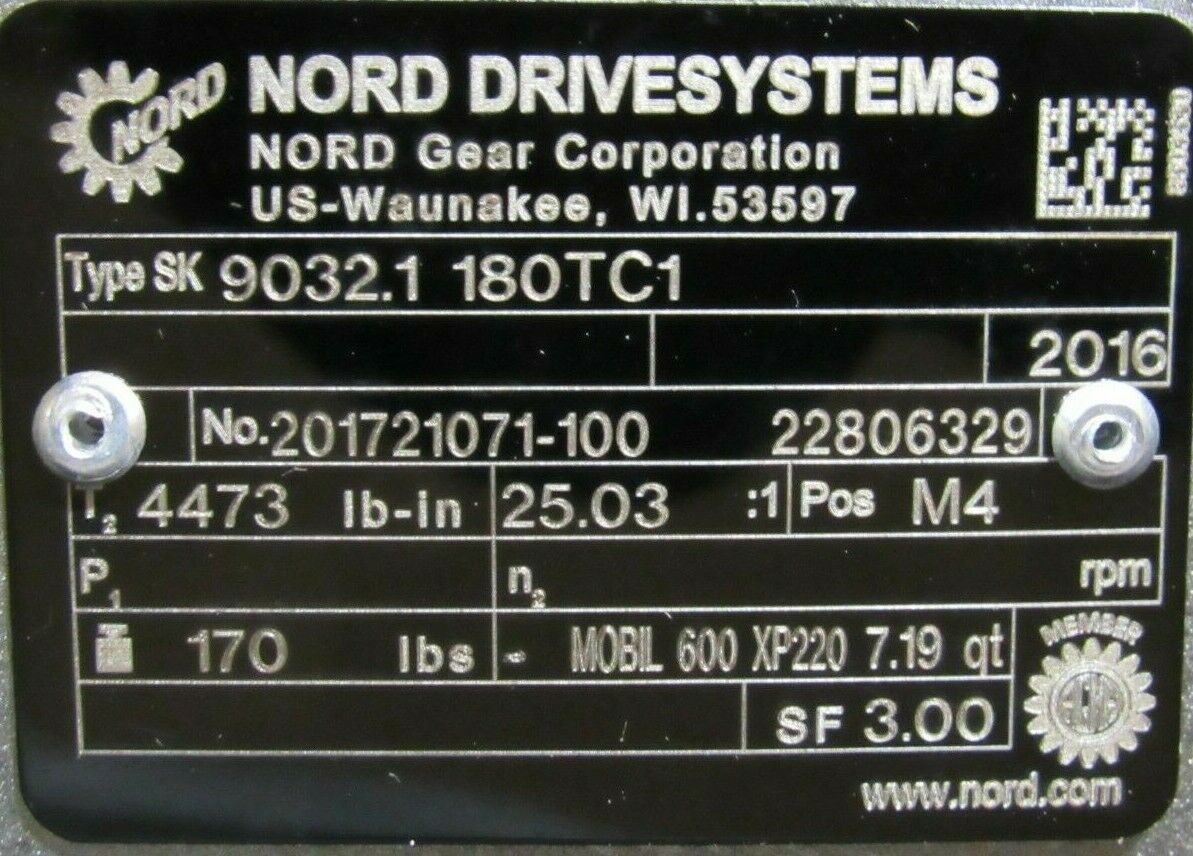 NORD
NORD DRIVESYSTEMS
NORD Gear Corporation
US-Waunakee, WI.53597
Type SK 9032.1 180TC1
2016
No.201721071-100 22806329
T2 4473 lb-in 25.03 :1 Pos M4
P1 n2 rpm
170 lbs - MOBIL 600 XP220 7.19 qt
MEMBER
AGMA
SF 3.00
www.nord.com